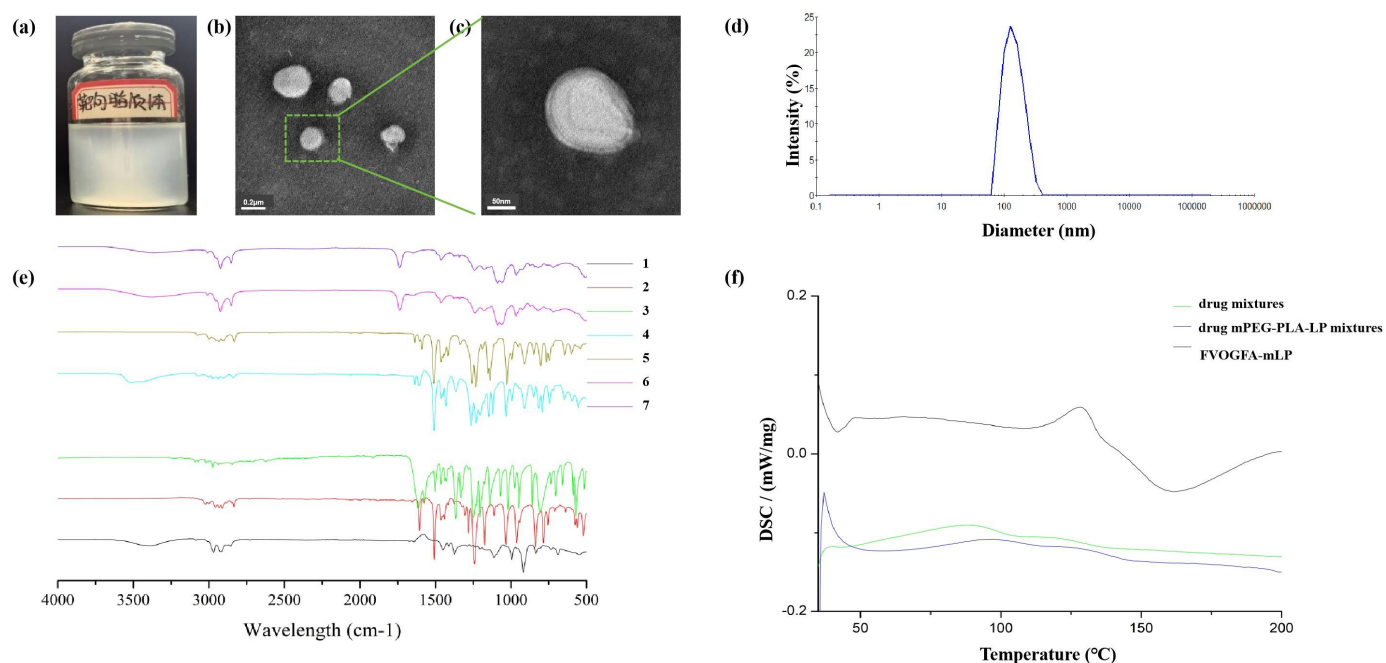 (a)
靶向脂质体
(b)
0.2μm
(c)
50nm
(d)
Intensity (%)
25
20
15
10
5
0
0.1 1 10 100 1000 10000 100000 1000000
Diameter (nm)
(e)
1
2
3
4
5
6
7
4000 3500 3000 2500 2000 1500 1000 500
Wavelength (cm-1)
(f)
drug mixtures
drug mPEG-PLA-LP mixtures
FVOGFA-mLP
DSC / (mW/mg)
0.2
0.0
-0.2
50 100 150 200
Temperature (℃)